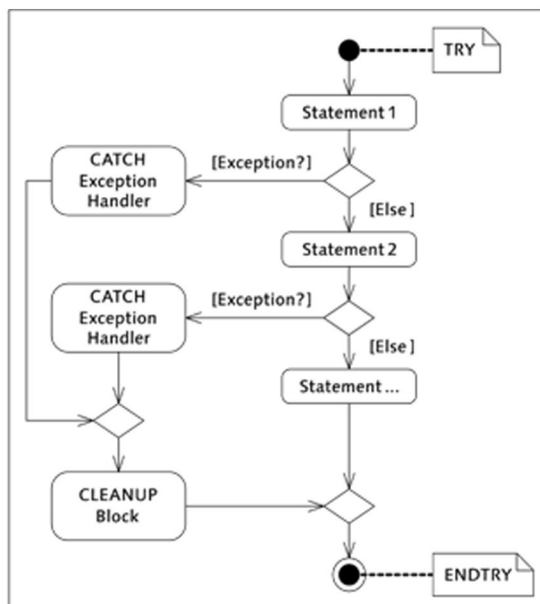 TRY
Statement 1
[Exception?]
CATCH
Exception
Handler
[Else]
Statement 2
[Exception?]
CATCH
Exception
Handler
[Else]
Statement ...
CLEANUP
Block
ENDTRY